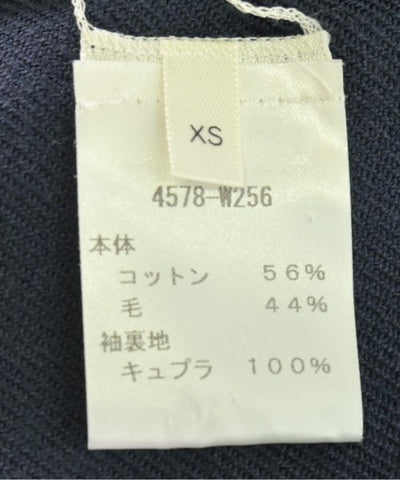 XS
4578-W256
本体
コットン 56%
毛 44%
袖裏地
キュプラ 100%